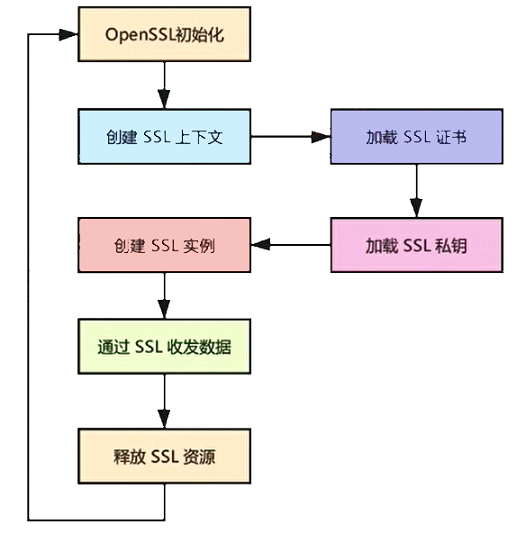 OpenSSL初始化
创建 SSL 上下文
加载 SSL 证书
加载 SSL 私钥
创建 SSL 实例
通过 SSL 收发数据
释放 SSL 资源